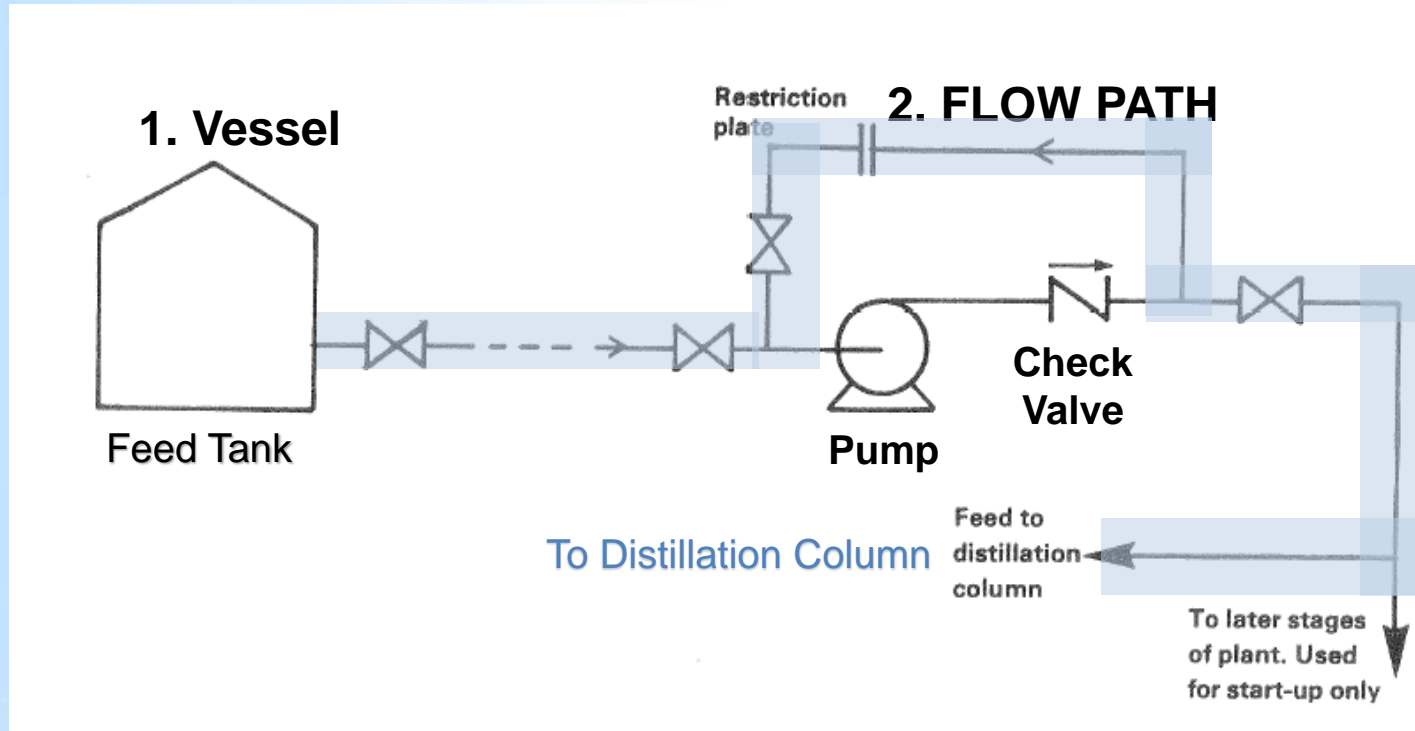 1. Vessel
Restriction
plate
2. FLOW PATH
Check
Valve
Feed Tank
Pump
To Distillation Column
Feed to
distillation
column
To later stages
of plant. Used
for start-up only